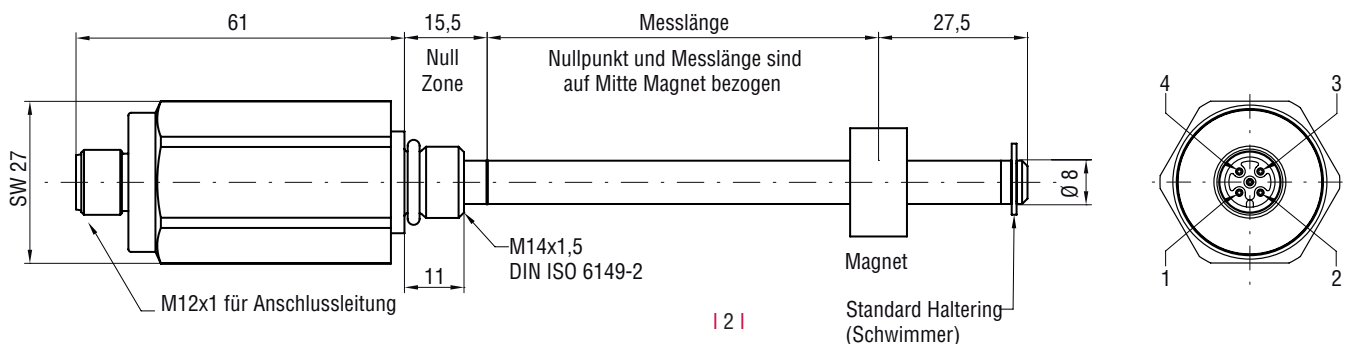 61
15,5
Messlänge
27,5
Null
Zone
Nullpunkt und Messlänge sind
auf Mitte Magnet bezogen
4
3
SW 27
Ø 8
M14x1,5
DIN ISO 6149-2
Magnet
11
1
2
M12x1 für Anschlussleitung
Standard Haltering
(Schwimmer)
| 2 |